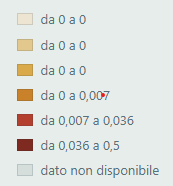 da 0 a 0
da 0 a 0
da 0 a 0
da 0 a 0,007
da 0,007 a 0,036
da 0,036 a 0,5
dato non disponibile